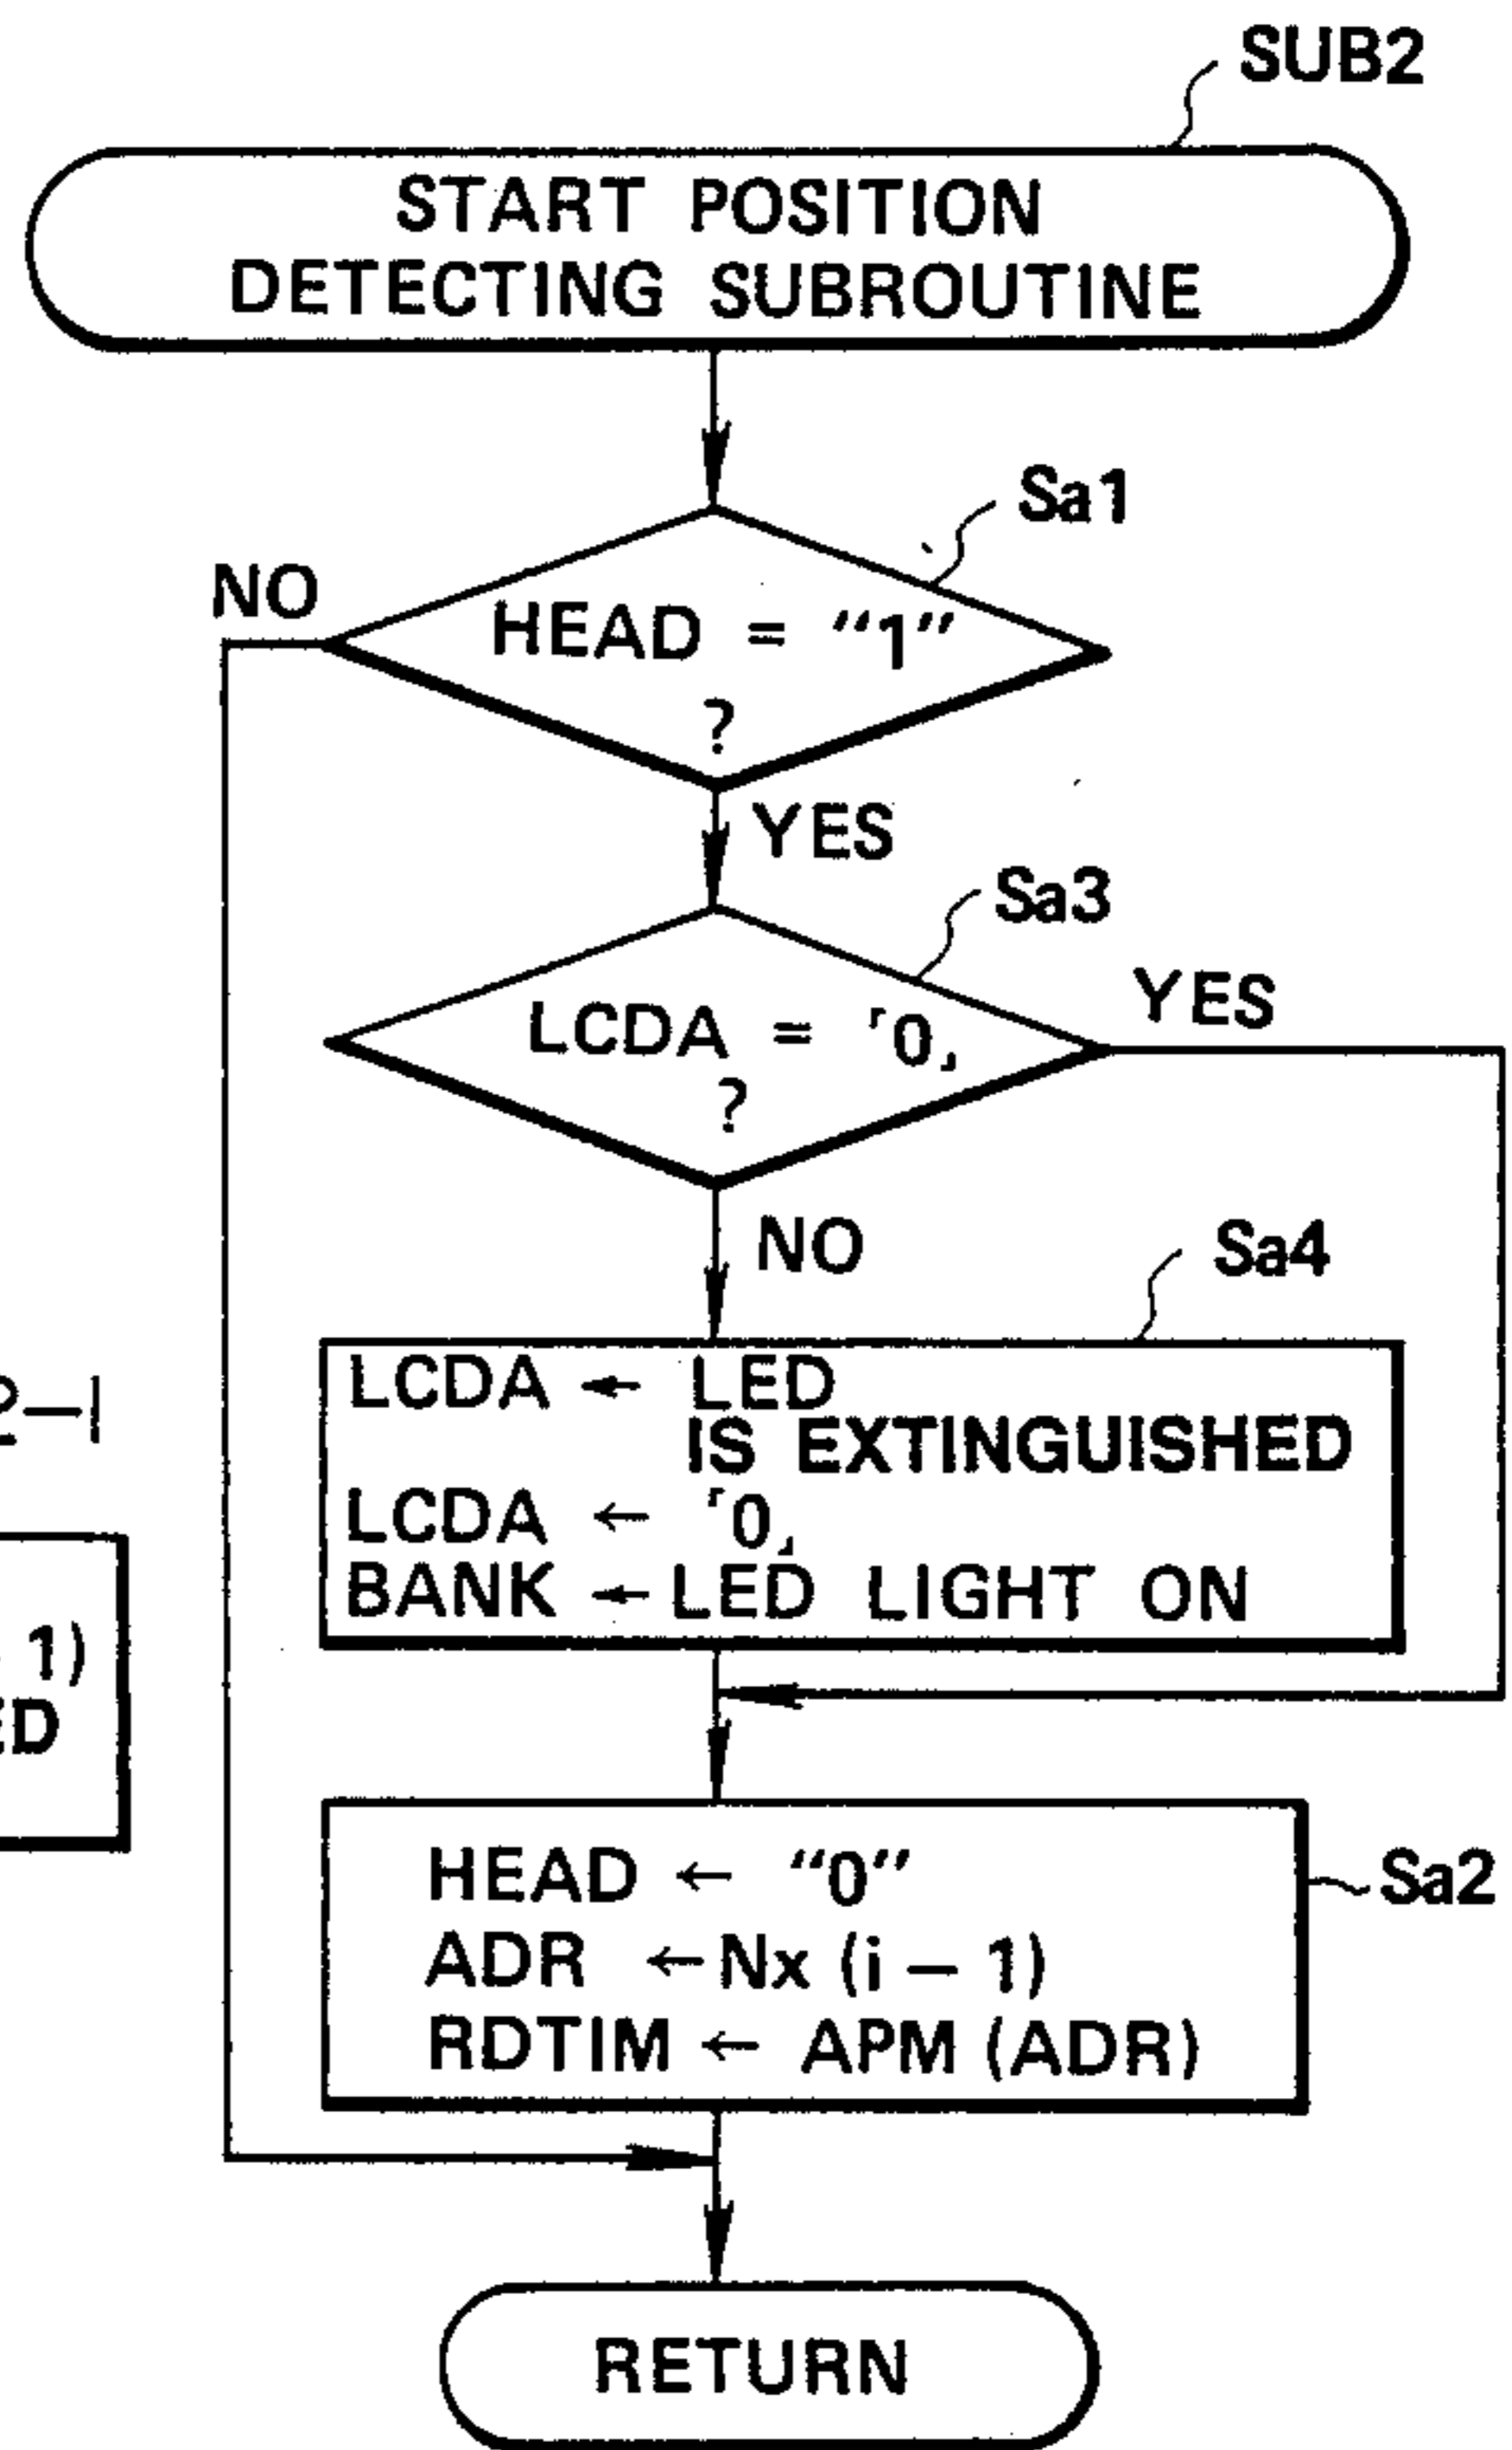 SUB2
START POSITION
DETECTING SUBROUTINE
Sa1
NO
HEAD = “1”
?
YES
Sa3
YES
LCDA = 「0」
?
NO
Sa4
LCDA ← LED
IS EXTINGUISHED
LCDA ← 「0」
BANK ← LED LIGHT ON
1)
HEAD ← “0”
Sa2
ADR ← Nx (i – 1)
RDTIM ← APM (ADR)
RETURN